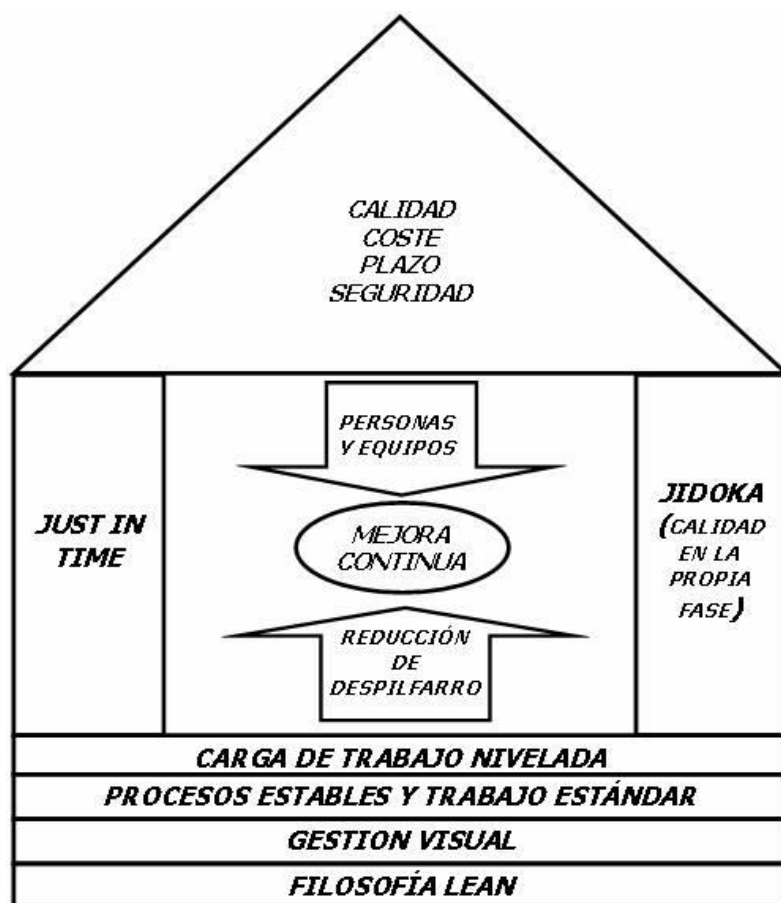 CALIDAD
COSTE
PLAZO
SEGURIDAD
PERSONAS
Y EQUIPOS
JUST IN
TIME
MEJORA
CONTINUA
JIDOKA
(CALIDAD
EN LA
PROPIA
FASE)
REDUCCIÓN
DE
DESPILFARRO
CARGA DE TRABAJO NIVELADA
PROCESOS ESTABLES Y TRABAJO ESTÁNDAR
GESTION VISUAL
FILOSOFÍA LEAN